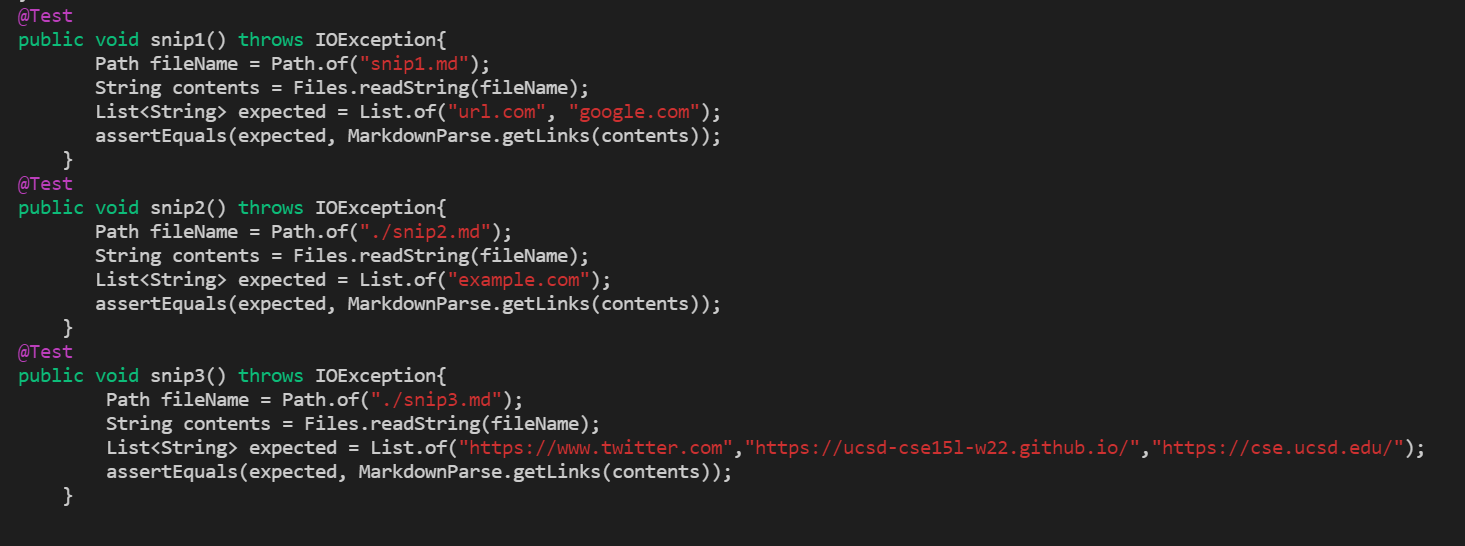 @Test
public void snip1() throws IOException{
       Path fileName = Path.of("snip1.md");
       String contents = Files.readString(fileName);
       List<String> expected = List.of("url.com", "google.com");
       assertEquals(expected, MarkdownParse.getLinks(contents));
    }
@Test
public void snip2() throws IOException{
       Path fileName = Path.of("./snip2.md");
       String contents = Files.readString(fileName);
       List<String> expected = List.of("example.com");
       assertEquals(expected, MarkdownParse.getLinks(contents));
    }
@Test
public void snip3() throws IOException{
        Path fileName = Path.of("./snip3.md");
        String contents = Files.readString(fileName);
        List<String> expected = List.of("https://www.twitter.com","https://ucsd-cse15l-w22.github.io/","https://cse.ucsd.edu/");
        assertEquals(expected, MarkdownParse.getLinks(contents));
    }